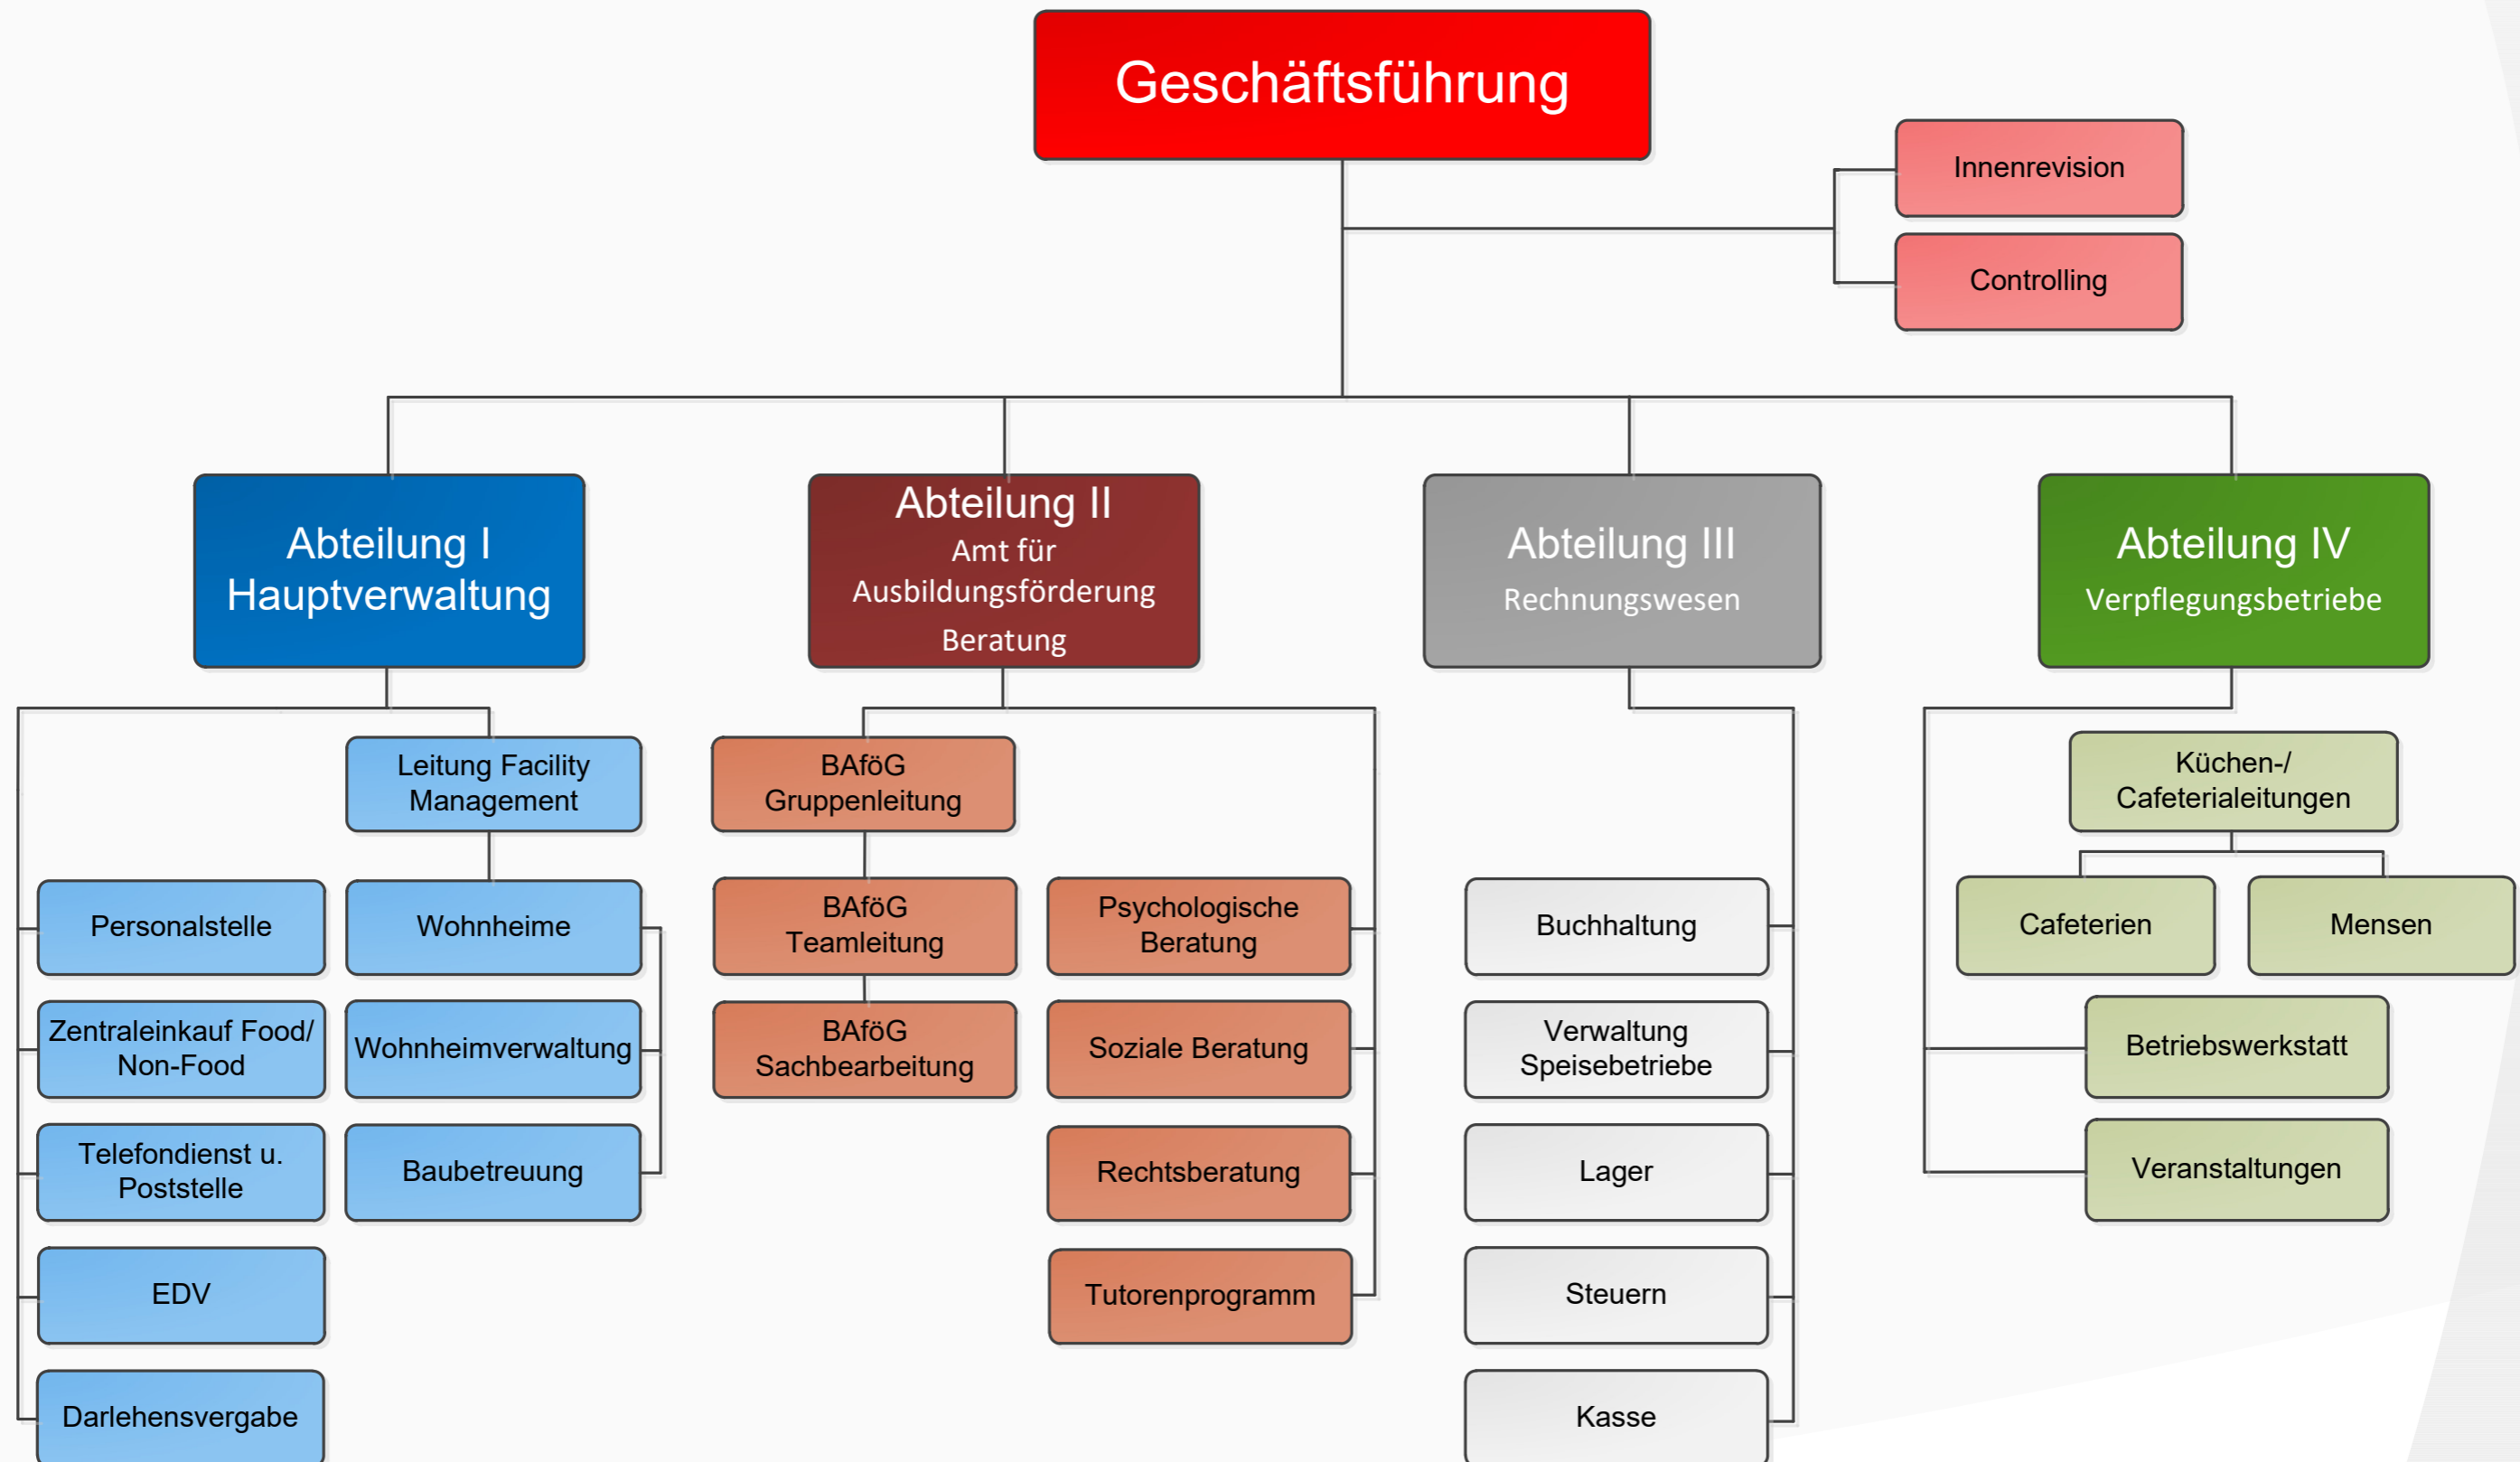 Geschäftsführung
Innenrevision
Controlling
Abteilung I
Hauptverwaltung
Abteilung II
Amt für
Ausbildungsförderung
Beratung
Abteilung III
Rechnungswesen
Abteilung IV
Verpflegungsbetriebe
Leitung Facility
Management
Personalstelle
Wohnheime
Zentraleinkauf Food/
Non-Food
Wohnheimverwaltung
Telefondienst u.
Poststelle
Baubetreuung
EDV
Darlehensvergabe
BAföG
Gruppenleitung
BAföG
Teamleitung
BAföG
Sachbearbeitung
Psychologische
Beratung
Soziale Beratung
Rechtsberatung
Tutorenprogramm
Buchhaltung
Verwaltung
Speisebetriebe
Lager
Steuern
Kasse
Küchen-/
Cafeterialeitungen
Cafeterien
Mensen
Betriebswerkstatt
Veranstaltungen